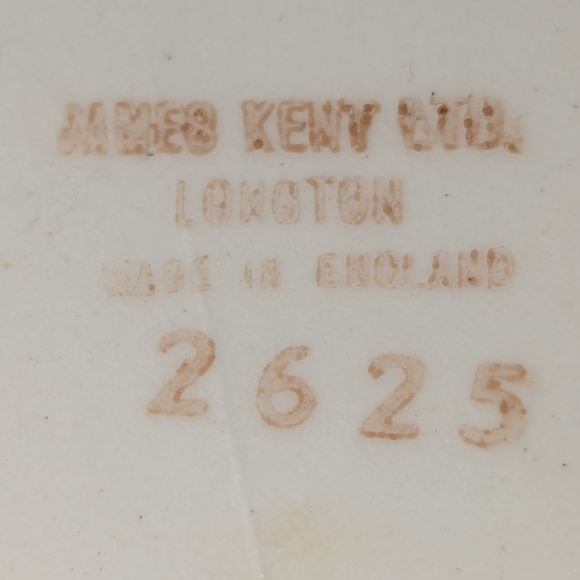 JAMES KENT LTD.
LONGTON
MADE IN ENGLAND
2625